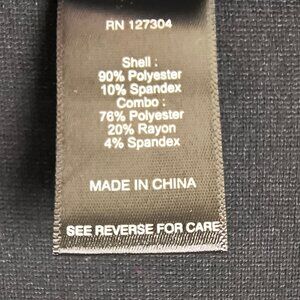 RN 127304
Shell :
90% Polyester
10% Spandex
Combo :
76% Polyester
20% Rayon
4% Spandex
MADE IN CHINA
SEE REVERSE FOR CARE